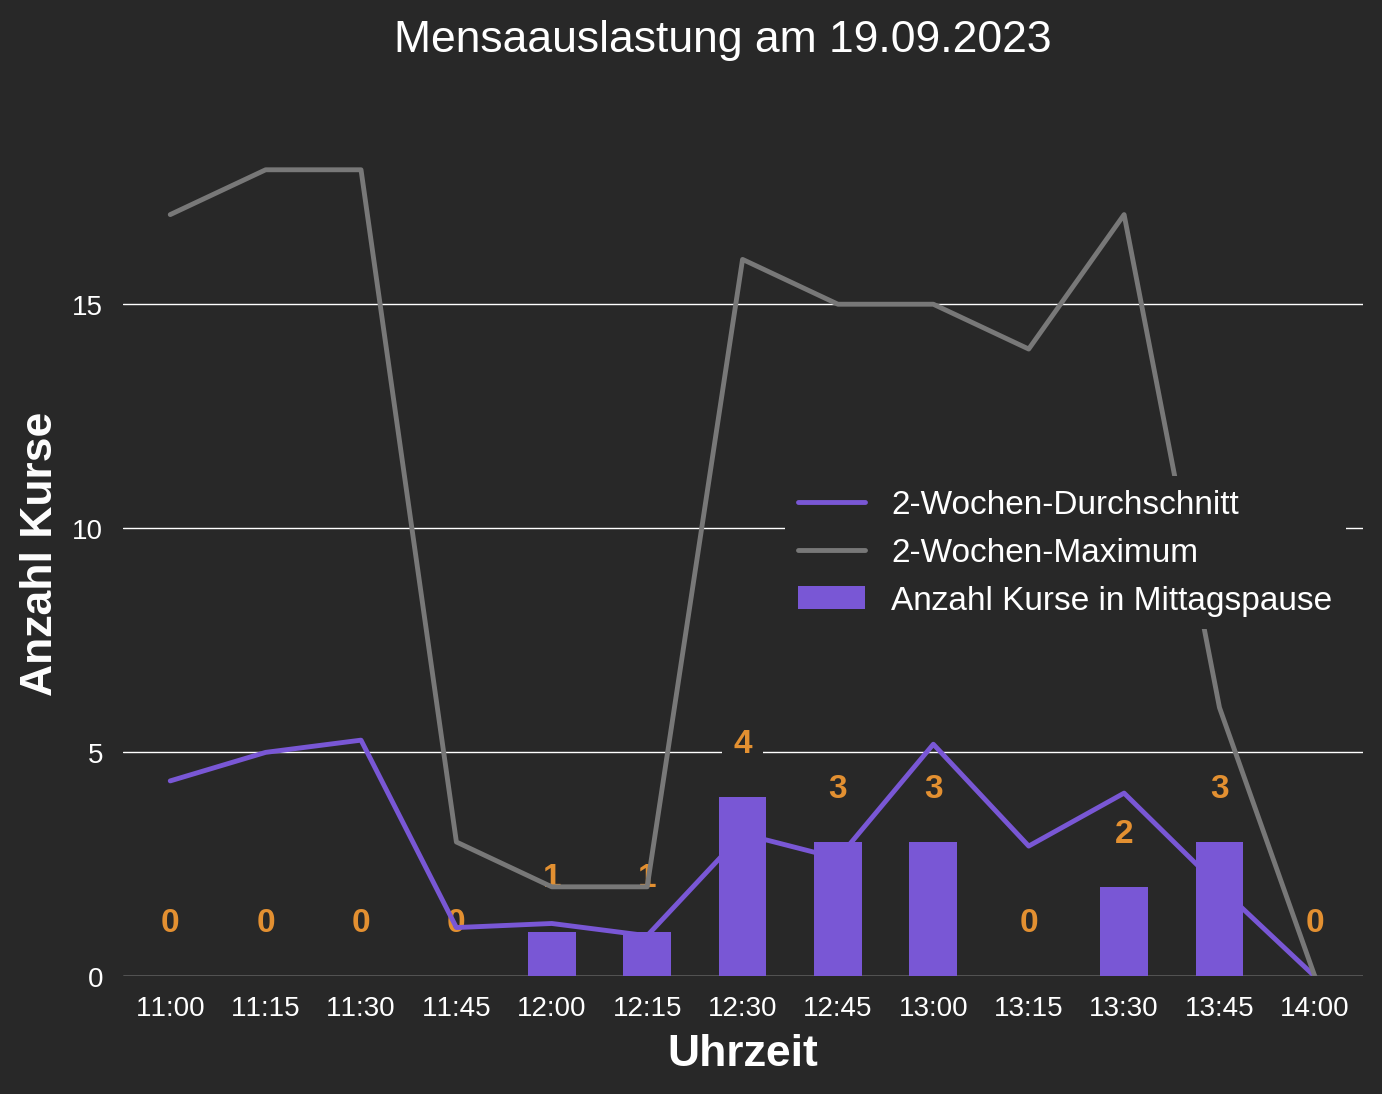 Mensaauslastung am 19.09.2023
Anzahl Kurse
15
10
5
0
2-Wochen-Durchschnitt
2-Wochen-Maximum
Anzahl Kurse in Mittagspause
0 0 0 0 1 1 4 3 3 0 2 3 0
11:00 11:15 11:30 11:45 12:00 12:15 12:30 12:45 13:00 13:15 13:30 13:45 14:00
Uhrzeit